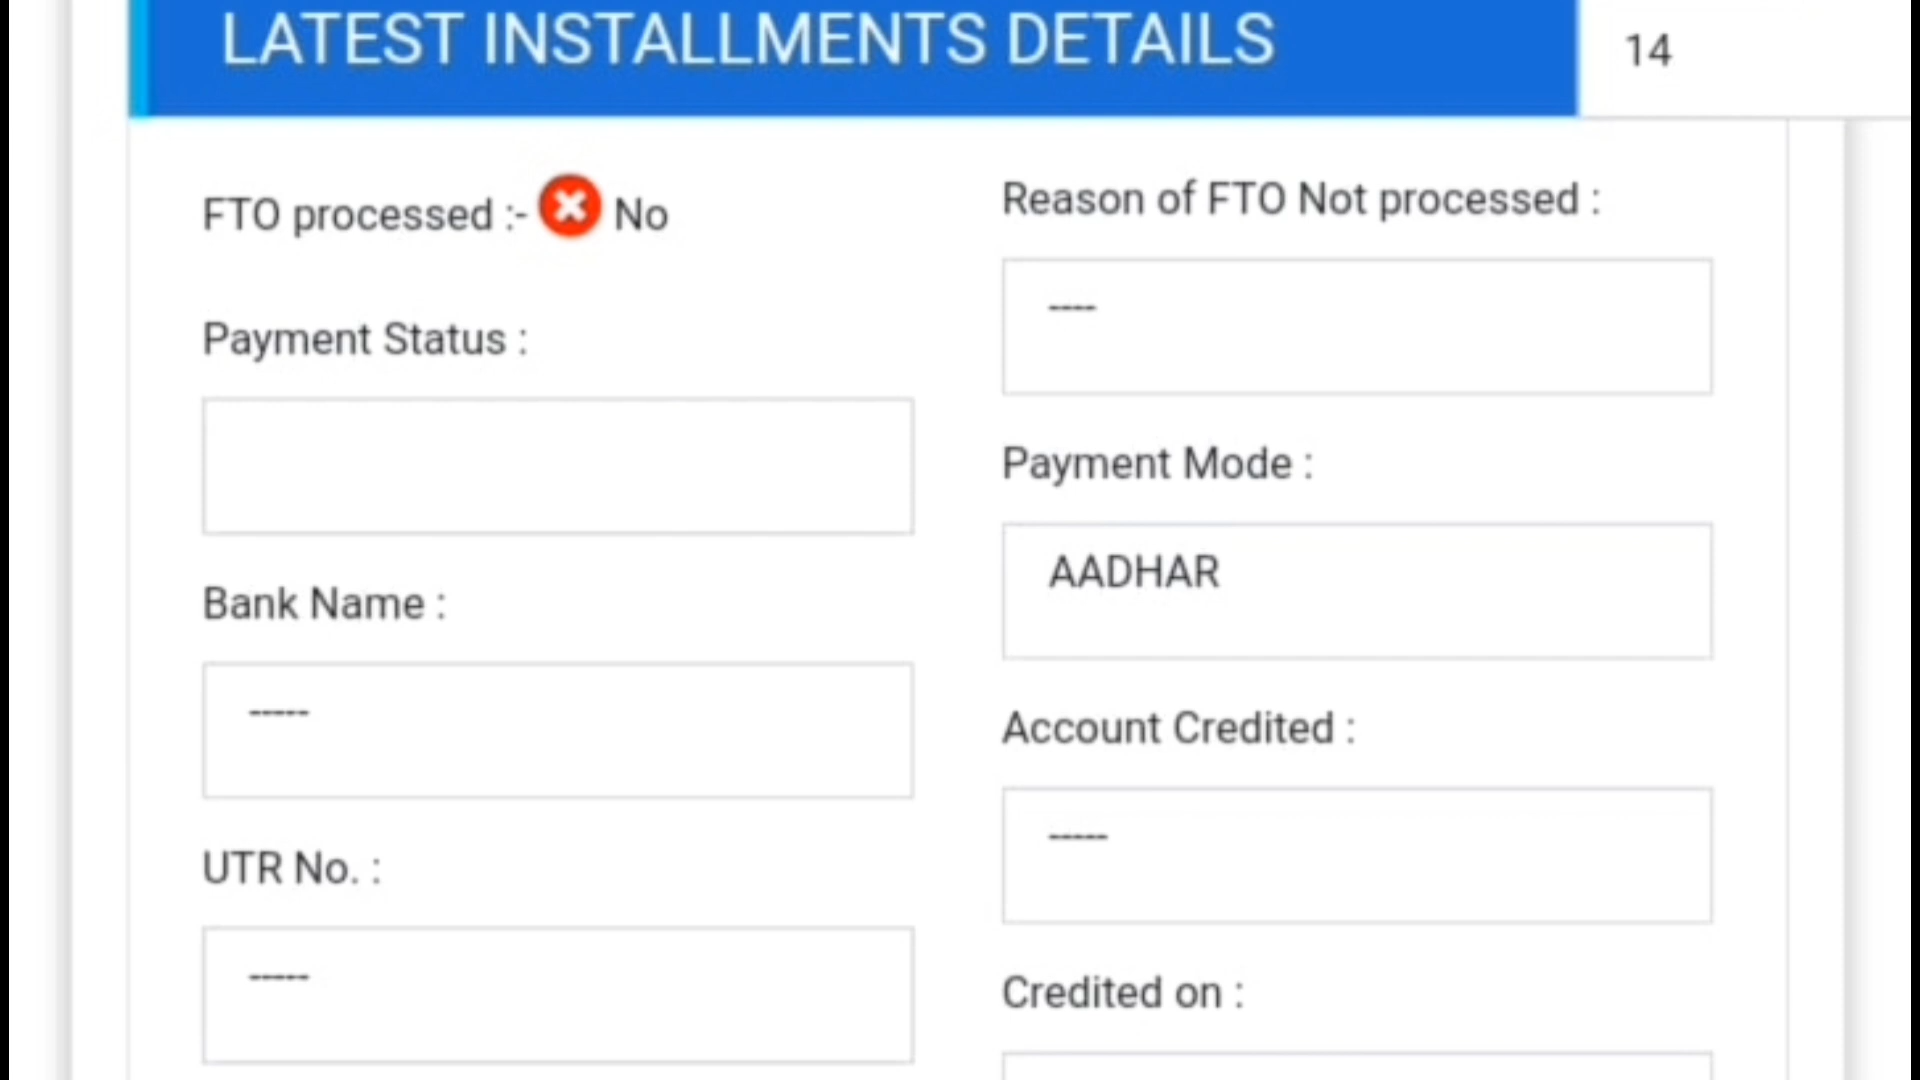 LATEST INSTALLMENTS DETAILS
14
FTO processed :- No
Payment Status :
Bank Name :
-----
UTR No. :
-----
Reason of FTO Not processed :
----
Payment Mode :
AADHAR
Account Credited :
-----
Credited on :